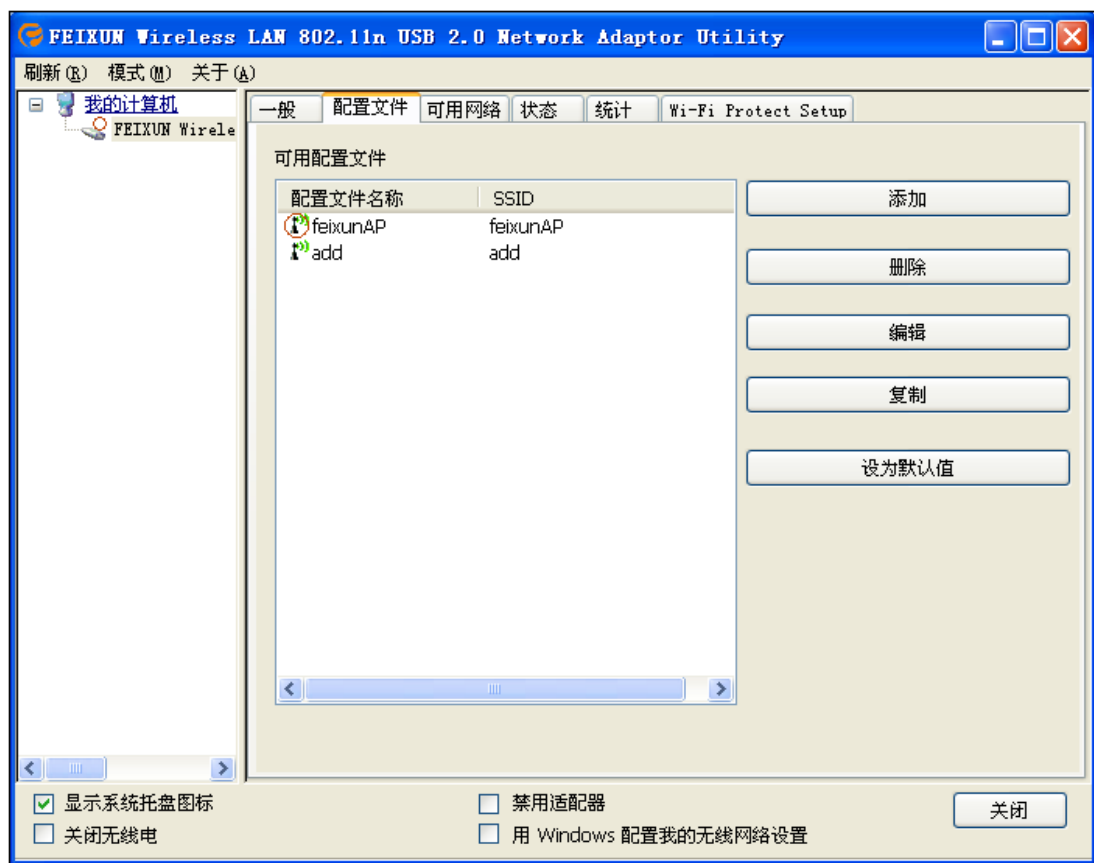 FEIXUN Wireless LAN 802.11n USB 2.0 Network Adaptor Utility
刷新(R) 模式(M) 关于(A)
我的计算机
FEIXUN Wirele
一般 配置文件 可用网络 状态 统计 Wi-Fi Protect Setup
可用配置文件
配置文件名称 SSID
feixunAP feixunAP
add add
添加
删除
编辑
复制
设为默认值
显示系统托盘图标
禁用适配器
关闭无线电
用 Windows 配置我的无线网络设置
关闭